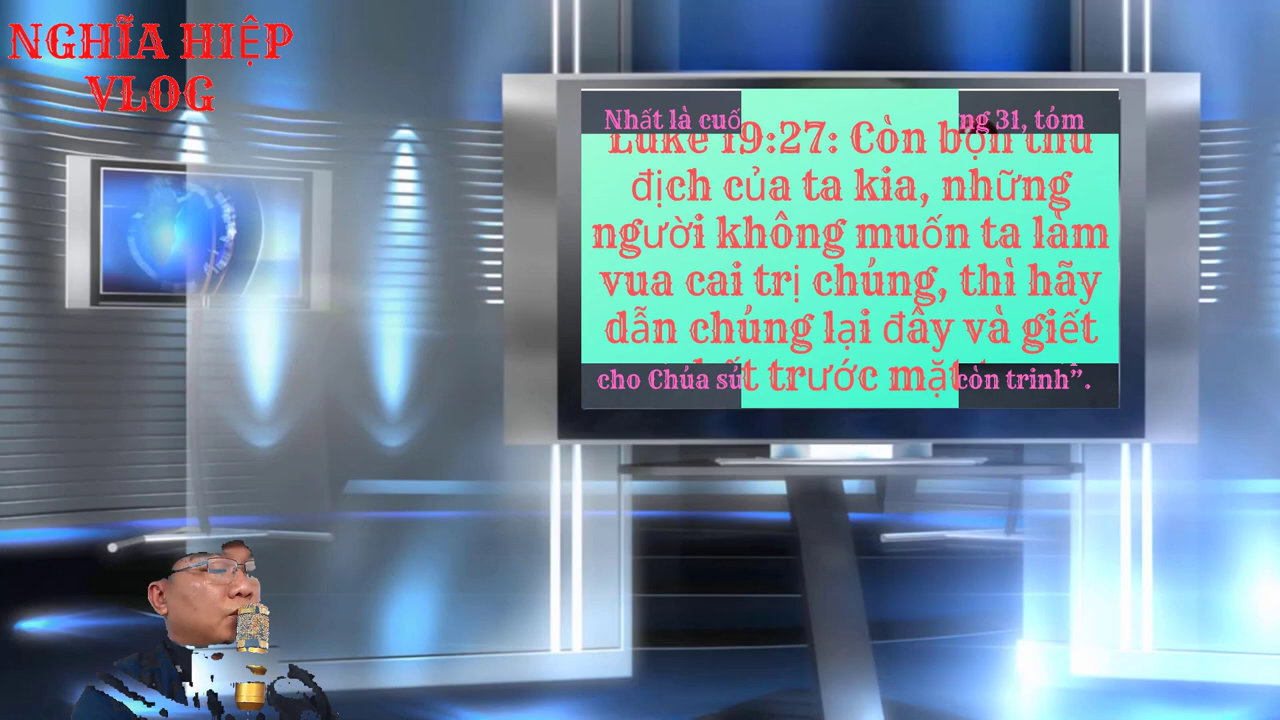 NGHĨA HIỆP
VLOG
Nhất là cuố
ng 31, tóm
Luke 19:27: Còn bọn thù
địch của ta kia, những
người không muốn ta làm
vua cai trị chúng, thì hãy
dẫn chúng lại đây và giết
t trước mặt
cho Chúa sú
còn trinh”.